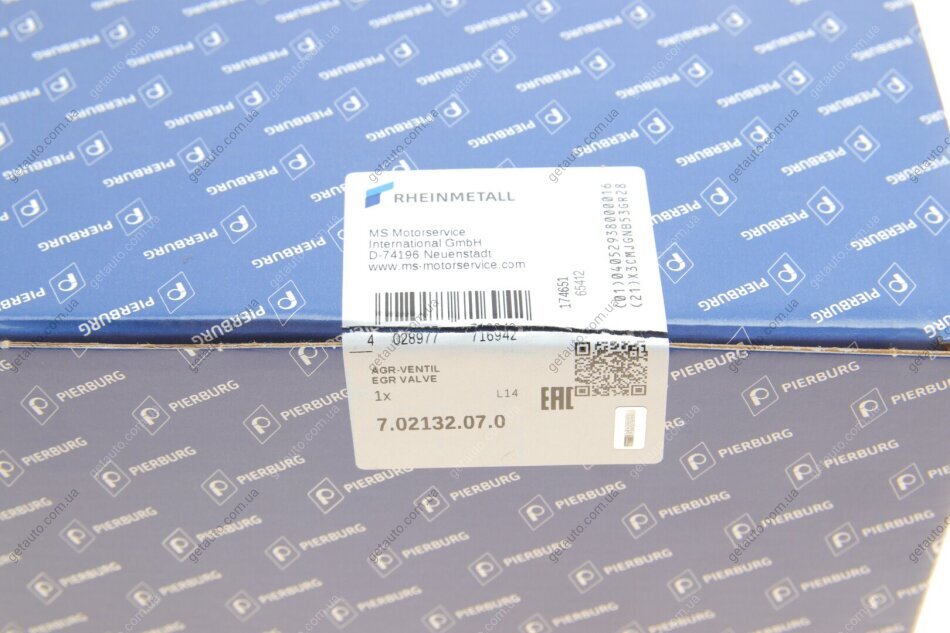 RHEINMETALL
MS Motorservice
International GmbH
D-74196 Neuenstadt
www.ms-motorservice.com
174651
65412
(01)04052938000016
(21)X3CMJGNB53GR28
4 028977 716942
AGR-VENTIL
EGR VALVE
1x
L14
EAC
7.02132.07.0
PIERBURG
getauto.com.ua